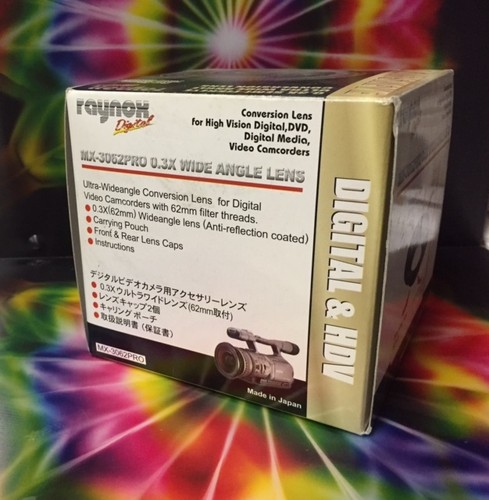 raynox
Digital
Conversion Lens
for High Vision Digital,DVD,
Digital Media,
Video Camcorders
MX-3062PRO 0.3X WIDE ANGLE LENS
Ultra-Wideangle Conversion Lens for Digital
Video Camcorders with 62mm filter threads.
● 0.3X(62mm) Wideangle lens (Anti-reflection coated)
● Carrying Pouch
● Front & Rear Lens Caps
● Instructions
デジタルビデオカメラ用アクセサリーレンズ
● 0.3Xウルトラワイドレンズ(62mm取付)
● レンズキャップ2個
● キャリング ポーチ
● 取扱説明書（保証書）
MX-3062PRO
Made in Japan
DIGITAL & HDV